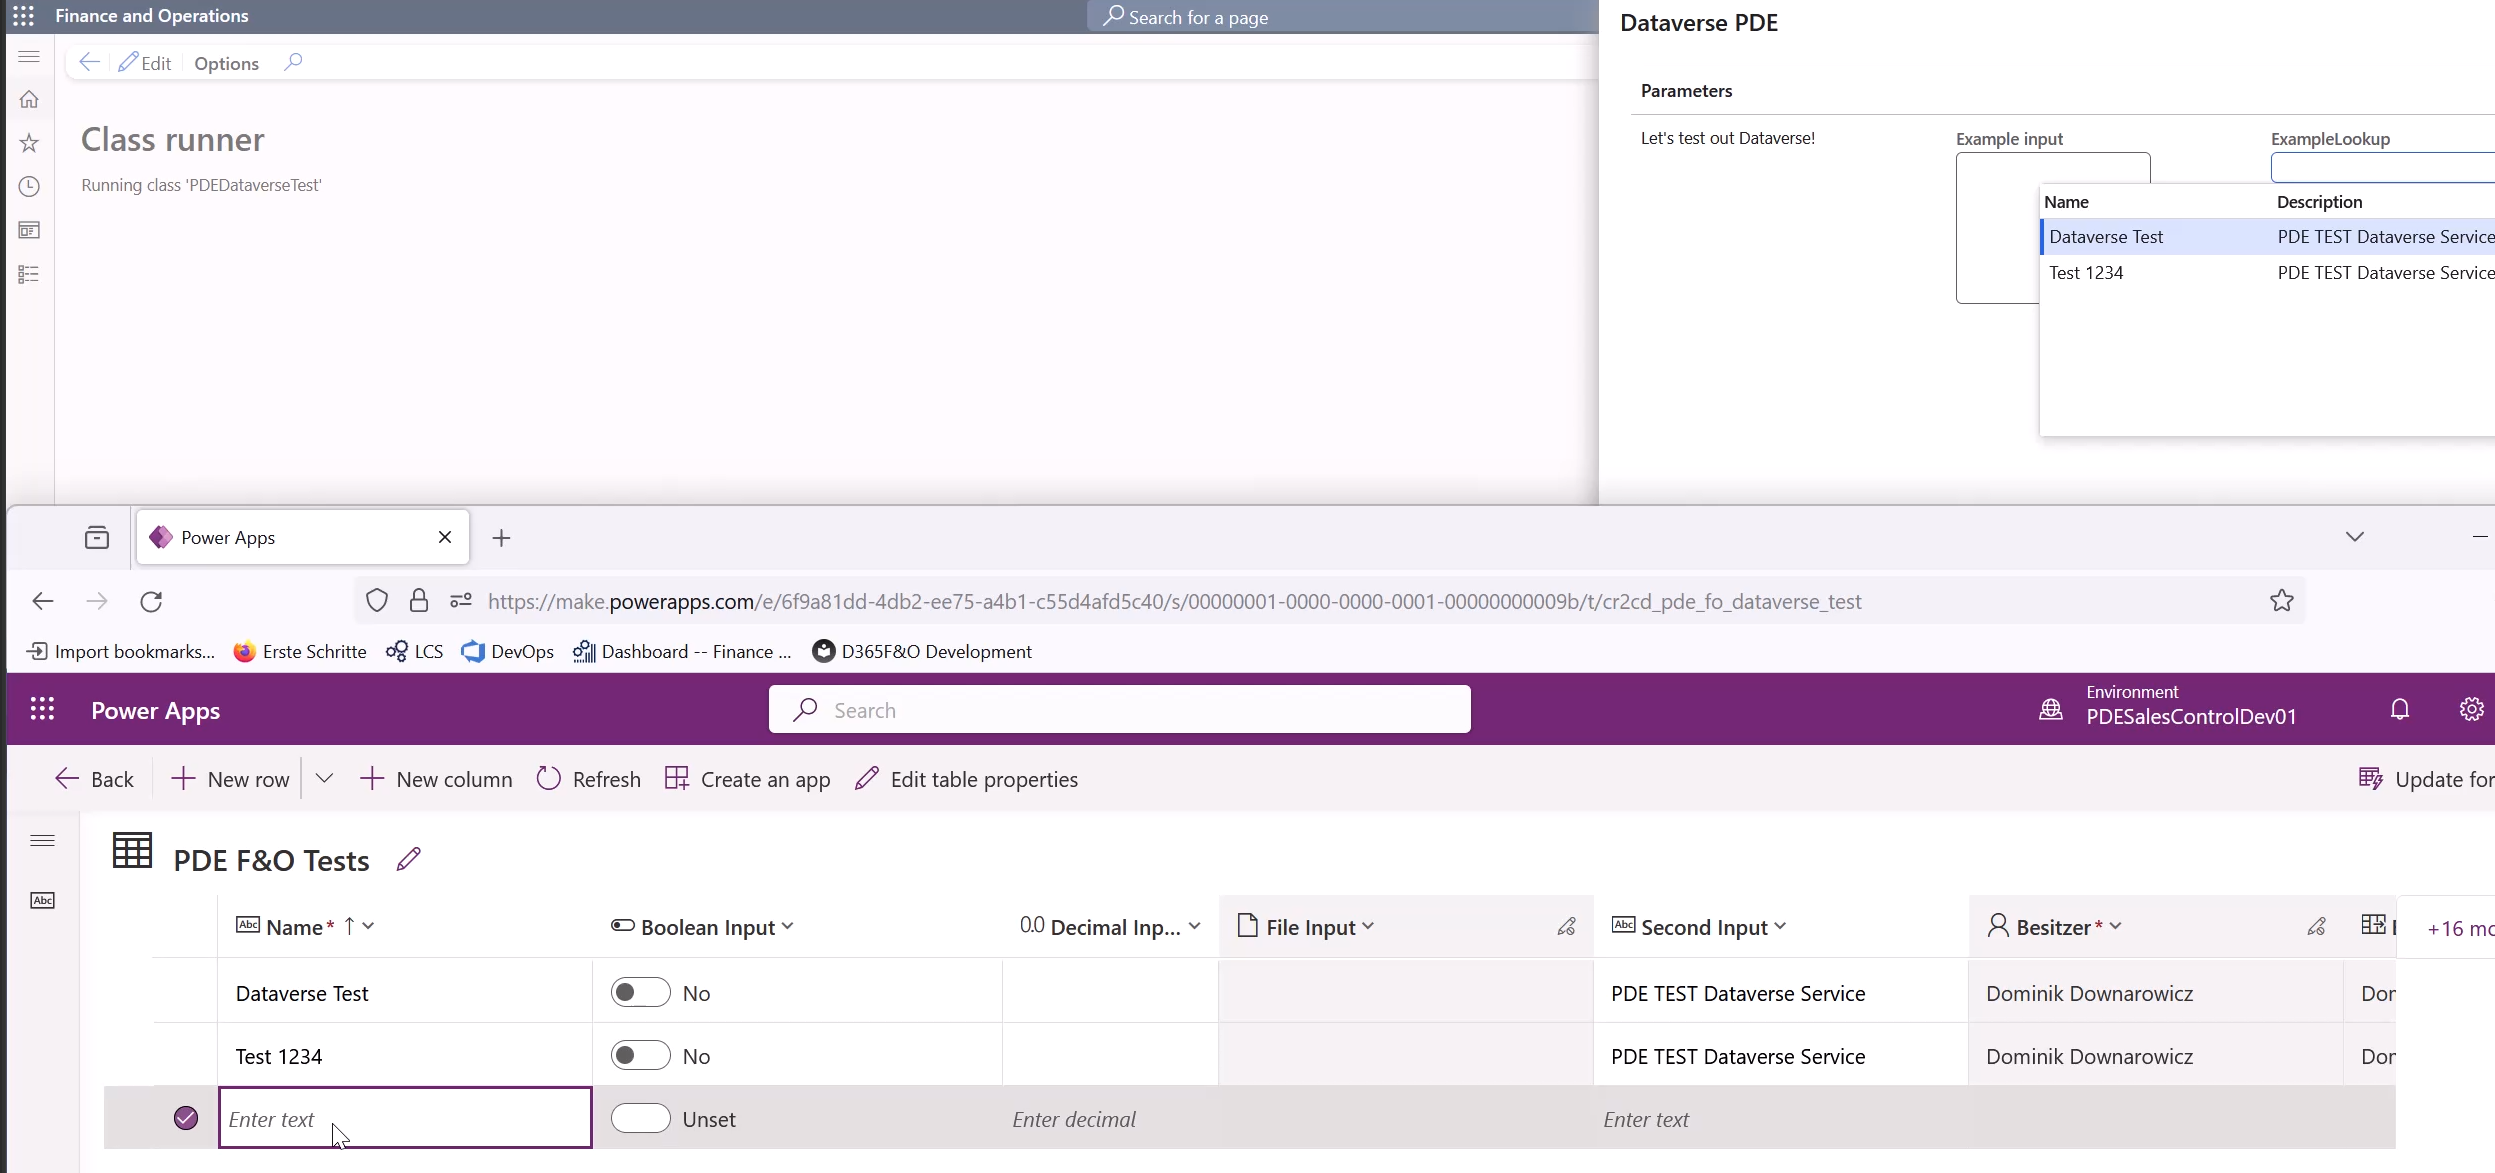 Finance and Operations
Search for a page
Edit
Options
Class runner
Running class 'PDEDataverseTest'
Dataverse PDE
Parameters
Let's test out Dataverse!
Example input
ExampleLookup
Name
Description
Dataverse Test
PDE TEST Dataverse Service
Test 1234
PDE TEST Dataverse Service
Power Apps
https://make.powerapps.com/e/6f9a81dd-4db2-ee75-a4b1-c55d4afd5c40/s/00000001-0000-0000-0001-00000000009b/t/cr2cd_pde_fo_dataverse_test
Import bookmarks...
Erste Schritte
LCS
DevOps
Dashboard -- Finance ...
D365F&O Development
Power Apps
Search
Environment
PDESalesControlDev01
Back
New row
New column
Refresh
Create an app
Edit table properties
Update for
PDE F&O Tests
Abc
Abc Name*
Boolean Input
0.0 Decimal Inp...
File Input
Abc Second Input
Besitzer*
+16
Dataverse Test
No
PDE TEST Dataverse Service
Dominik Downarowicz
Test 1234
No
PDE TEST Dataverse Service
Dominik Downarowicz
Enter text
Unset
Enter decimal
Enter text